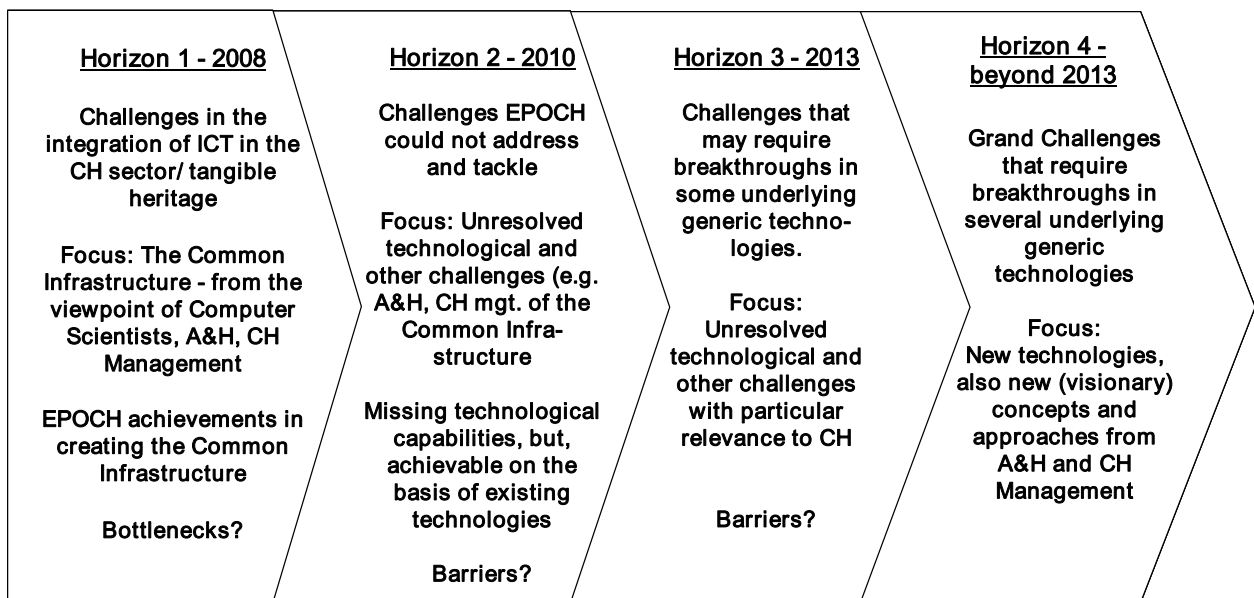 Horizon 1 - 2008
Challenges in the
integration of ICT in the
CH sector/ tangible
heritage
Focus: The Common
Infrastructure - from the
viewpoint of Computer
Scientists, A&H, CH
Management
EPOCH achievements in
creating the Common
Infrastructure
Bottlenecks?
Horizon 2 - 2010
Challenges EPOCH
could not address
and tackle
Focus: Unresolved
technological and
other challenges (e.g.
A&H, CH mgt. of the
Common Infra-
structure
Missing technological
capabilities, but,
achievable on the
basis of existing
technologies
Barriers?
Horizon 3 - 2013
Challenges that
may require
breakthroughs in
some underlying
generic techno-
logies.
Focus:
Unresolved
technological and
other challenges
with particular
relevance to CH
Barriers?
Horizon 4 -
beyond 2013
Grand Challenges
that require
breakthroughs in
several underlying
generic
technologies
Focus:
New technologies,
also new (visionary)
concepts and
approaches from
A&H and CH
Management